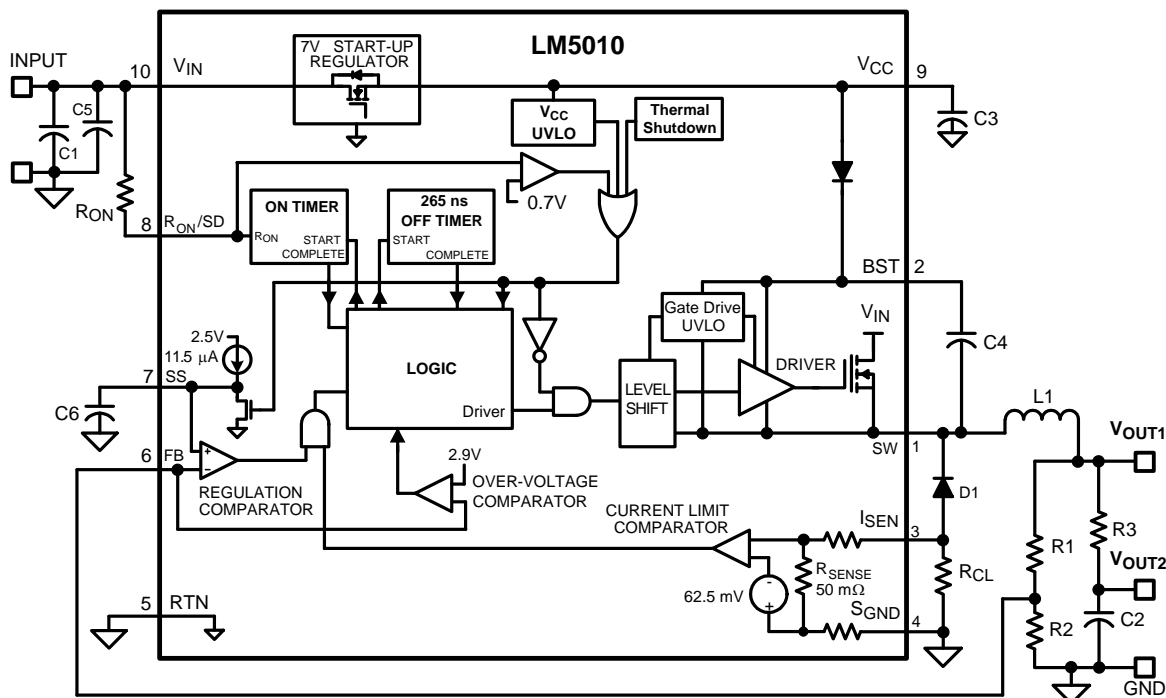 LM5010
7V START-UP
REGULATOR
INPUT
10
VIN
VCC
9
C5
C1
VCC
UVLO
Thermal
Shutdown
C3
RON
0.7V
8
RON/SD
ON TIMER
RON
START
COMPLETE
265 ns
OFF TIMER
START
COMPLETE
BST
2
Gate Drive
UVLO
VIN
C4
2.5V
11.5 μA
LOGIC
DRIVER
7
SS
LEVEL
SHIFT
L1
C6
Driver
VOUT1
SW
1
6
FB
2.9V
REGULATION
COMPARATOR
OVER-VOLTAGE
COMPARATOR
D1
CURRENT LIMIT
COMPARATOR
ISEN
3
R3
R1
VOUT2
RSENSE
50 mΩ
RCL
62.5 mV
5
RTN
SGND
4
R2
C2
GND
+
-
-
+